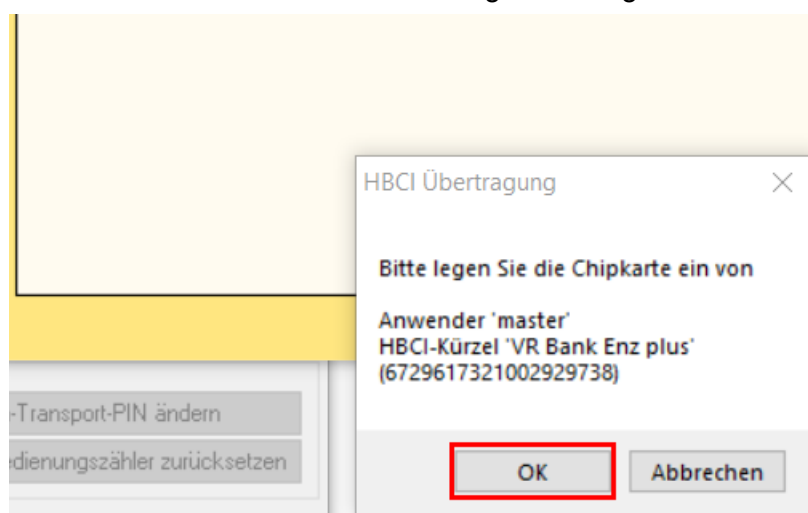 HBCI Übertragung
Bitte legen Sie die Chipkarte ein von
Anwender 'master'
HBCI-Kürzel 'VR Bank Enz plus'
(6729617321002929738)
-Transport-PIN ändern
edienungszähler zurücksetzen
OK
Abbrechen